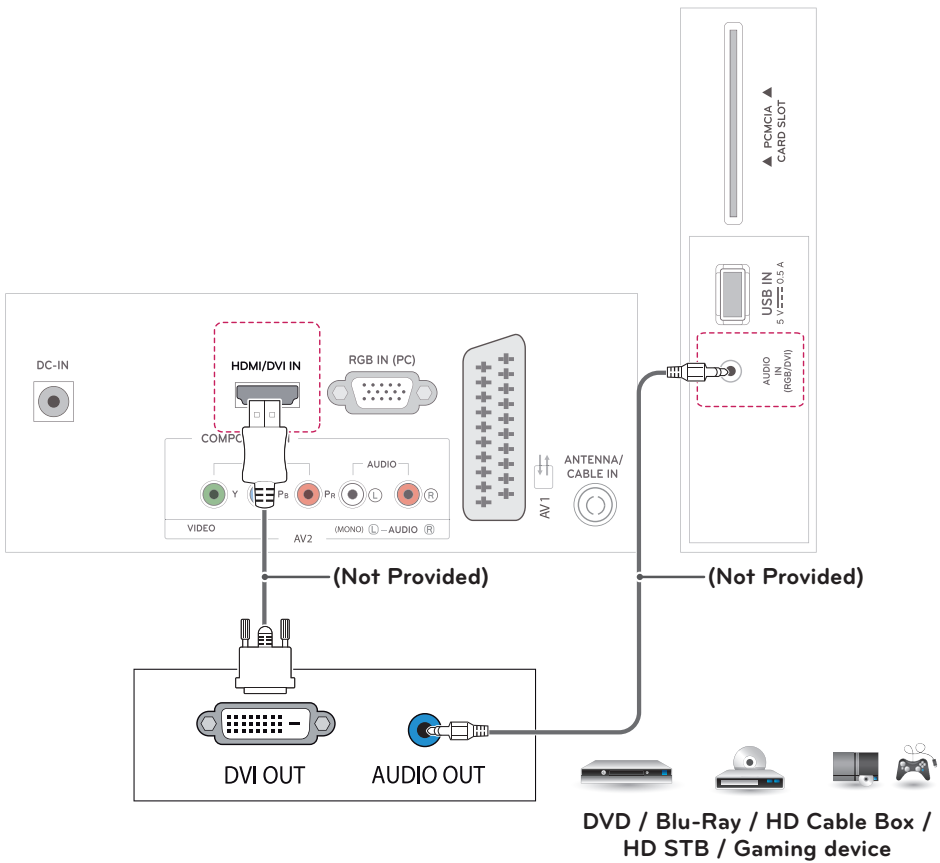 ▲ PCMCIA ▲
CARD SLOT
USB IN
5 V 0.5 A
AUDIO
IN
(RGB/DVI)
DC-IN
HDMI/DVI IN
RGB IN (PC)
AUDIO
Y
PB
PR
L
R
VIDEO
(MONO) L – AUDIO R
AV2
AV1
ANTENNA/
CABLE IN
(Not Provided)
(Not Provided)
DVI OUT
AUDIO OUT
DVD / Blu-Ray / HD Cable Box /
HD STB / Gaming device